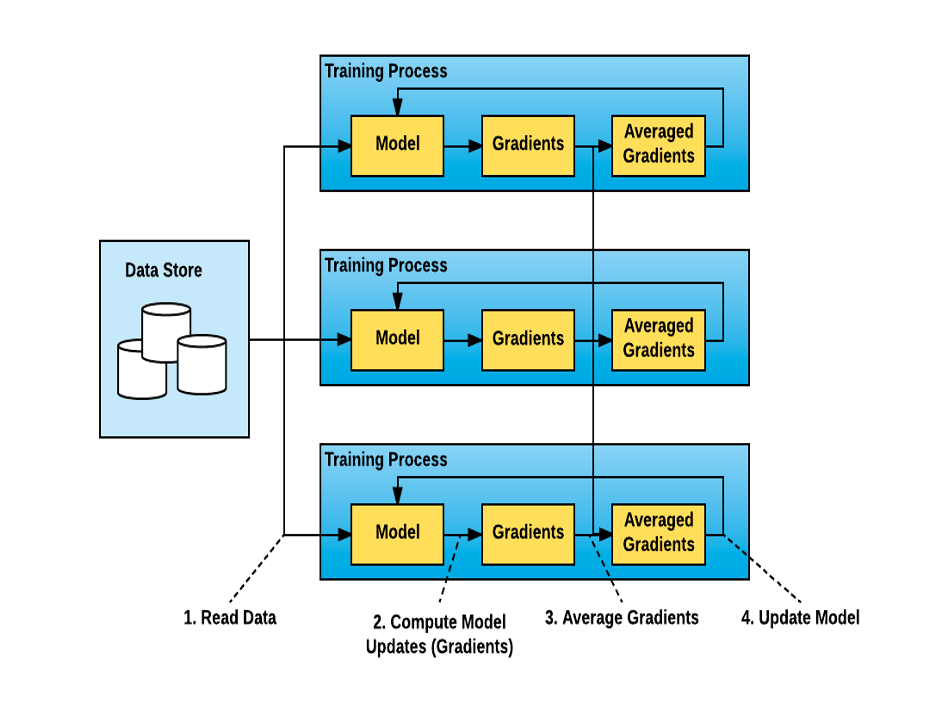 Training Process
Model
Gradients
Averaged
Gradients
Data Store
Training Process
Model
Gradients
Averaged
Gradients
Training Process
Model
Gradients
Averaged
Gradients
1. Read Data
2. Compute Model
Updates (Gradients)
3. Average Gradients
4. Update Model